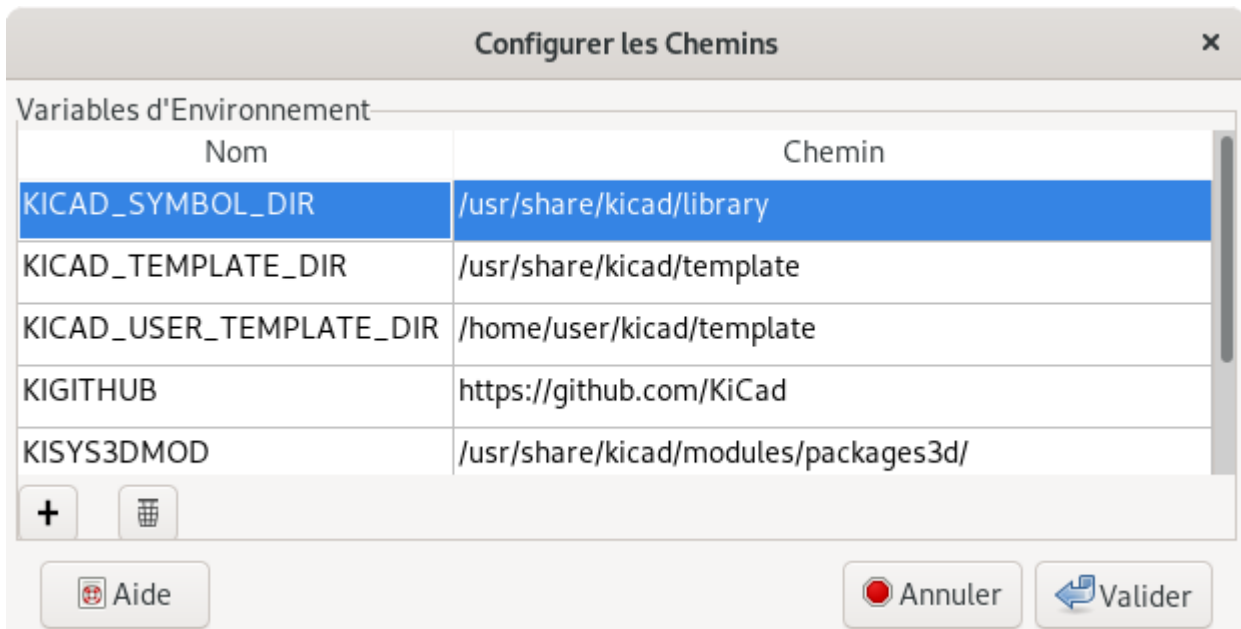 Configurer les Chemins
Variables d'Environnement
Nom Chemin
KICAD_SYMBOL_DIR /usr/share/kicad/library
KICAD_TEMPLATE_DIR /usr/share/kicad/template
KICAD_USER_TEMPLATE_DIR /home/user/kicad/template
KIGITHUB https://github.com/KiCad
KISYS3DMOD /usr/share/kicad/modules/packages3d/
Aide Annuler Valider